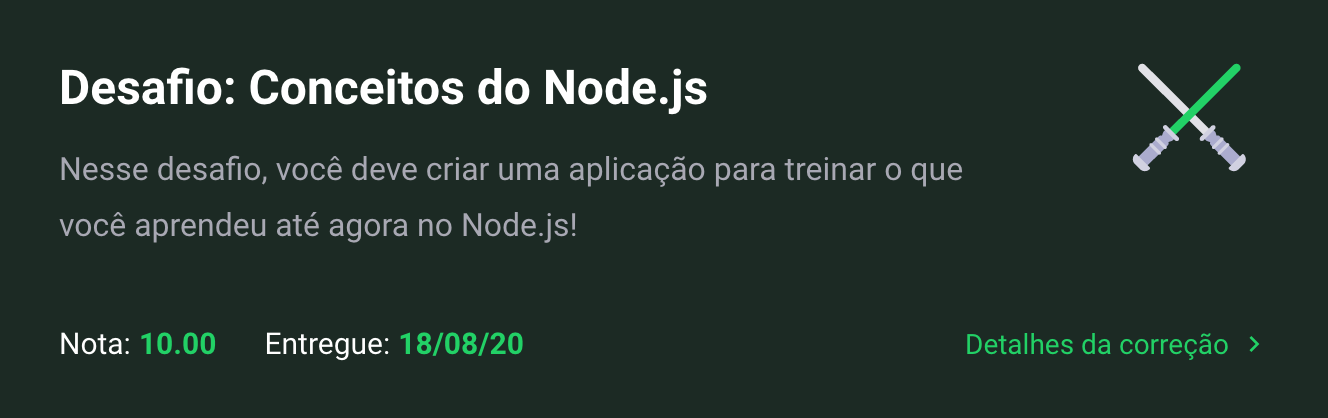 Desafio: Conceitos do Node.js
Nesse desafio, você deve criar uma aplicação para treinar o que
você aprendeu até agora no Node.js!
Nota: 10.00 Entregue: 18/08/20 Detalhes da correção